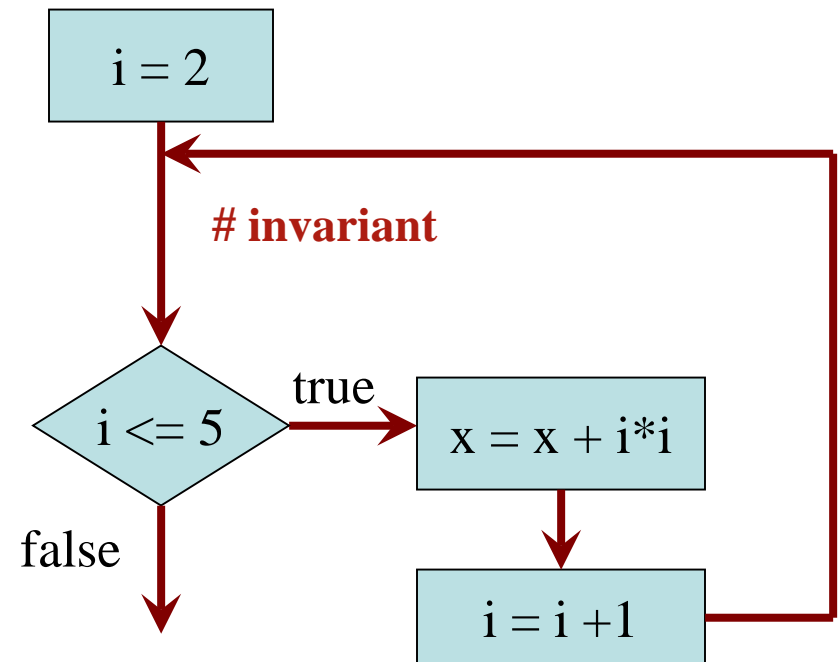 i = 2
# invariant
true
i <= 5
x = x + i*i
false
i = i +1